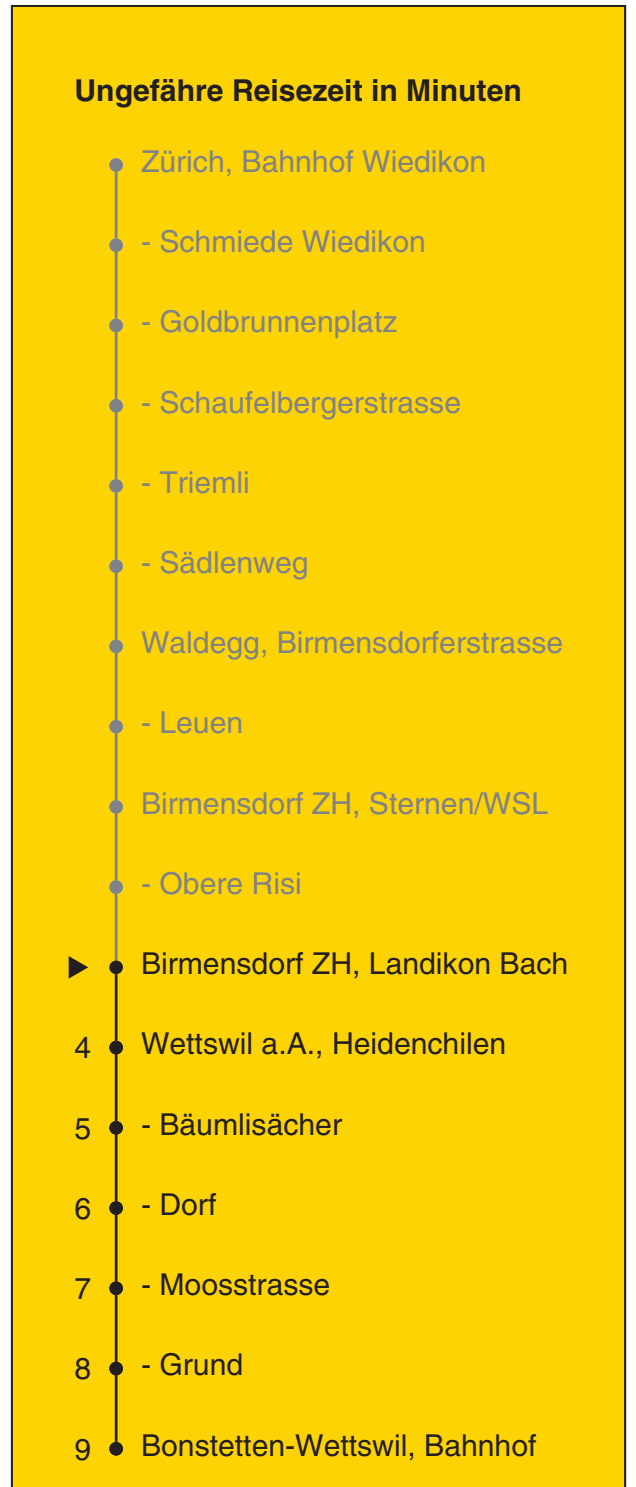 Ungefähre Reisezeit in Minuten
Zürich, Bahnhof Wiedikon
- Schmiede Wiedikon
- Goldbrunnenplatz
- Schaufelbergerstrasse
- Triemli
- Sädlenweg
Waldegg, Birmensdorferstrasse
- Leuen
Birmensdorf ZH, Sternen/WSL
- Obere Risi
Birmensdorf ZH, Landikon Bach
4 Wettswil a.A., Heidenchilen
5 - Bäumlisächer
6 - Dorf
7 - Moosstrasse
8 - Grund
9 Bonstetten-Wettswil, Bahnhof